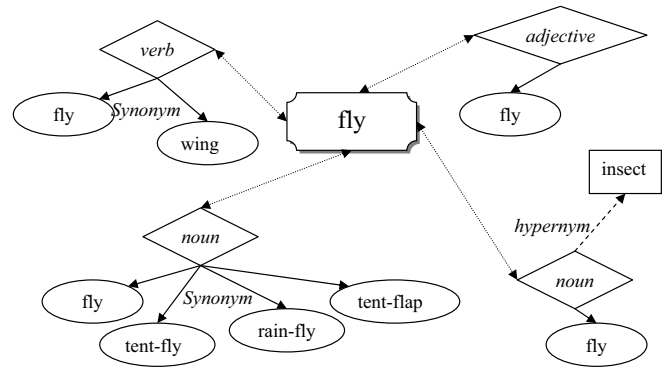 verb
adjective
fly
Synonym
wing
fly
fly
insect
hypernym
noun
noun
fly
Synonym
tent-flap
tent-fly
rain-fly
fly